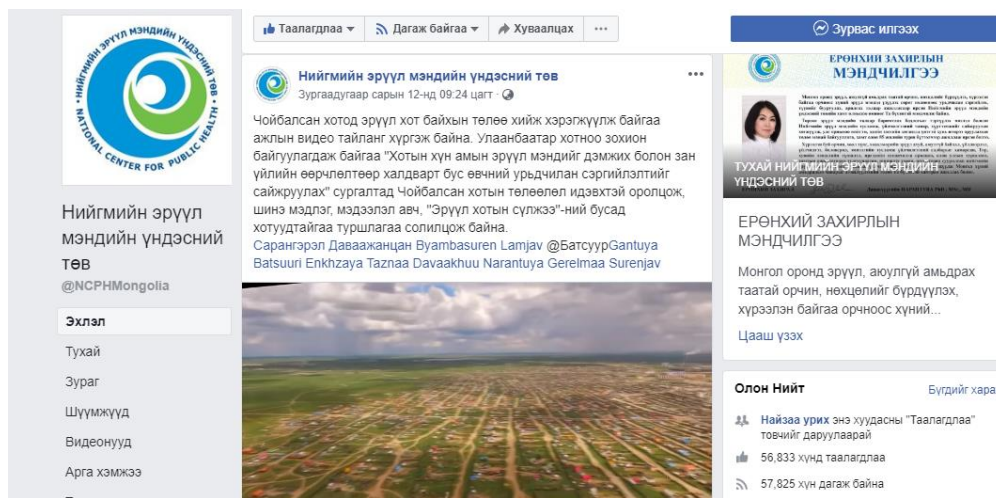 НИЙГМИЙН ЭРҮҮЛ МЭНДИЙН ҮНДЭСНИЙ ТӨВ
NATIONAL CENTER FOR PUBLIC HEALTH
Нийгмийн эрүүл
мэндийн үндэсний
төв
@NCPHMongolia
Эхлэл
Тухай
Зураг
Шүүмжүүд
Видеонууд
Арга хэмжээ
Таалагдлаа
Дагаж байгаа
Хуваалцах
Нийгмийн эрүүл мэндийн үндэсний төв
Зургаадугаар сарын 12-нд 09:24 цагт ·
Чойбалсан хотод эрүүл хот байхын төлөө хийж хэрэгжүүлж байгаа
ажлын видео тайланг хүргэж байна. Улаанбаатар хотноо зохион
байгуулагдаж байгаа "Хотын хүн амын эрүүл мэндийг дэмжих болон зан
үйлийн өөрчлөлтөөр халдварт бус өвчний урьдчилан сэргийлэлтийг
сайжруулах" сургалтад Чойбалсан хотын төлөөлөл идэвхтэй оролцож,
шинэ мэдлэг, мэдээлэл авч, "Эрүүл хотын сүлжээ"-ний бусад
хотуудтайгаа туршлагаа солилцож байна.
Сарангэрэл Даваажанцан Byambasuren Lamjav @БатсуурGantuya
Batsuuri Enkhzaya Taznaa Davaakhuu Narantuya Gerelmaa Surenjav
Зурвас илгээх
ЕРӨНХИЙ ЗАХИРЛЫН
МЭНДЧИЛГЭЭ
ТУХАЙ НИЙГМИЙН ЭРҮҮЛ МЭНДИЙН
ҮНДЭСНИЙ ТӨВ
ЕРӨНХИЙ ЗАХИРЛЫН
МЭНДЧИЛГЭЭ
Монгол оронд эрүүл, аюулгүй амьдрах
таатай орчин, нөхцөлийг бүрдүүлэх,
хүрээлэн байгаа орчноос хүний...
Цааш үзэх
Олон Нийт
Бүгдийг хара
Найзаа урих энэ хуудасны "Таалагдлаа"
товчийг даруулаарай
56,833 хүнд таалагдлаа
57,825 хүн дагаж байна